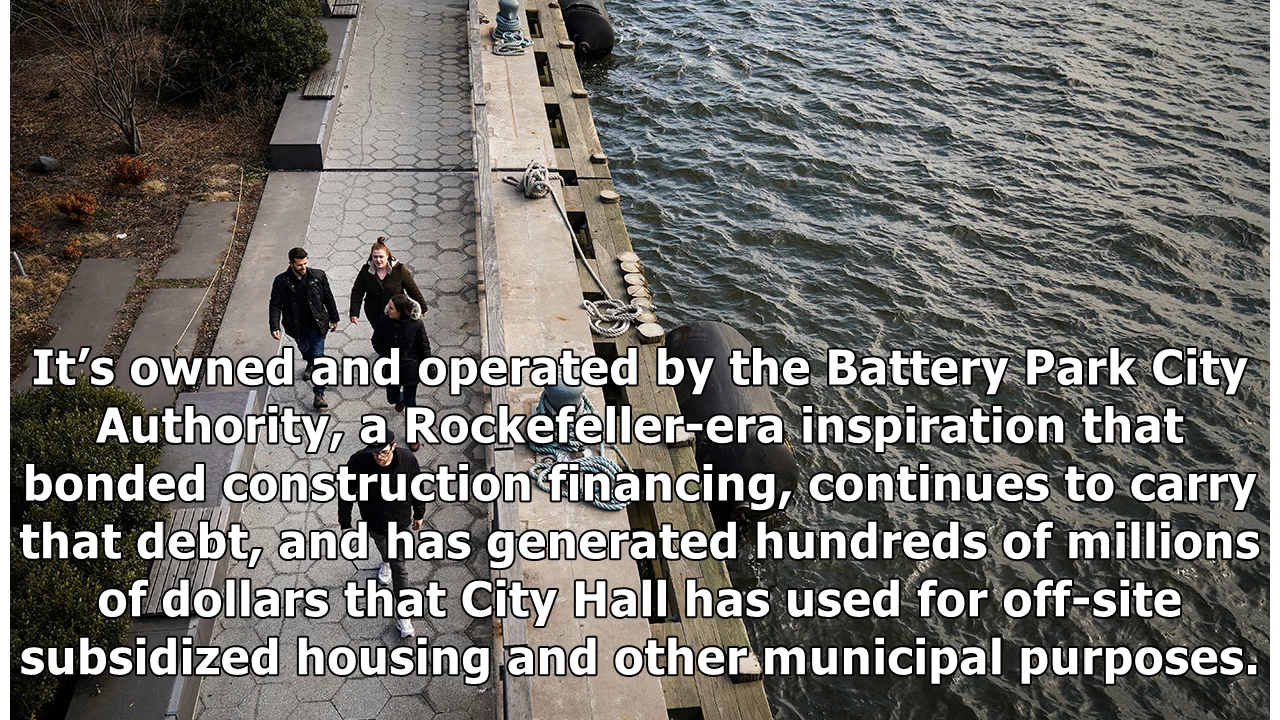 It’s owned and operated by the Battery Park City
Authority, a Rockefeller-era inspiration that
bonded construction financing, continues to carry
that debt, and has generated hundreds of millions
of dollars that City Hall has used for off-site
subsidized housing and other municipal purposes.